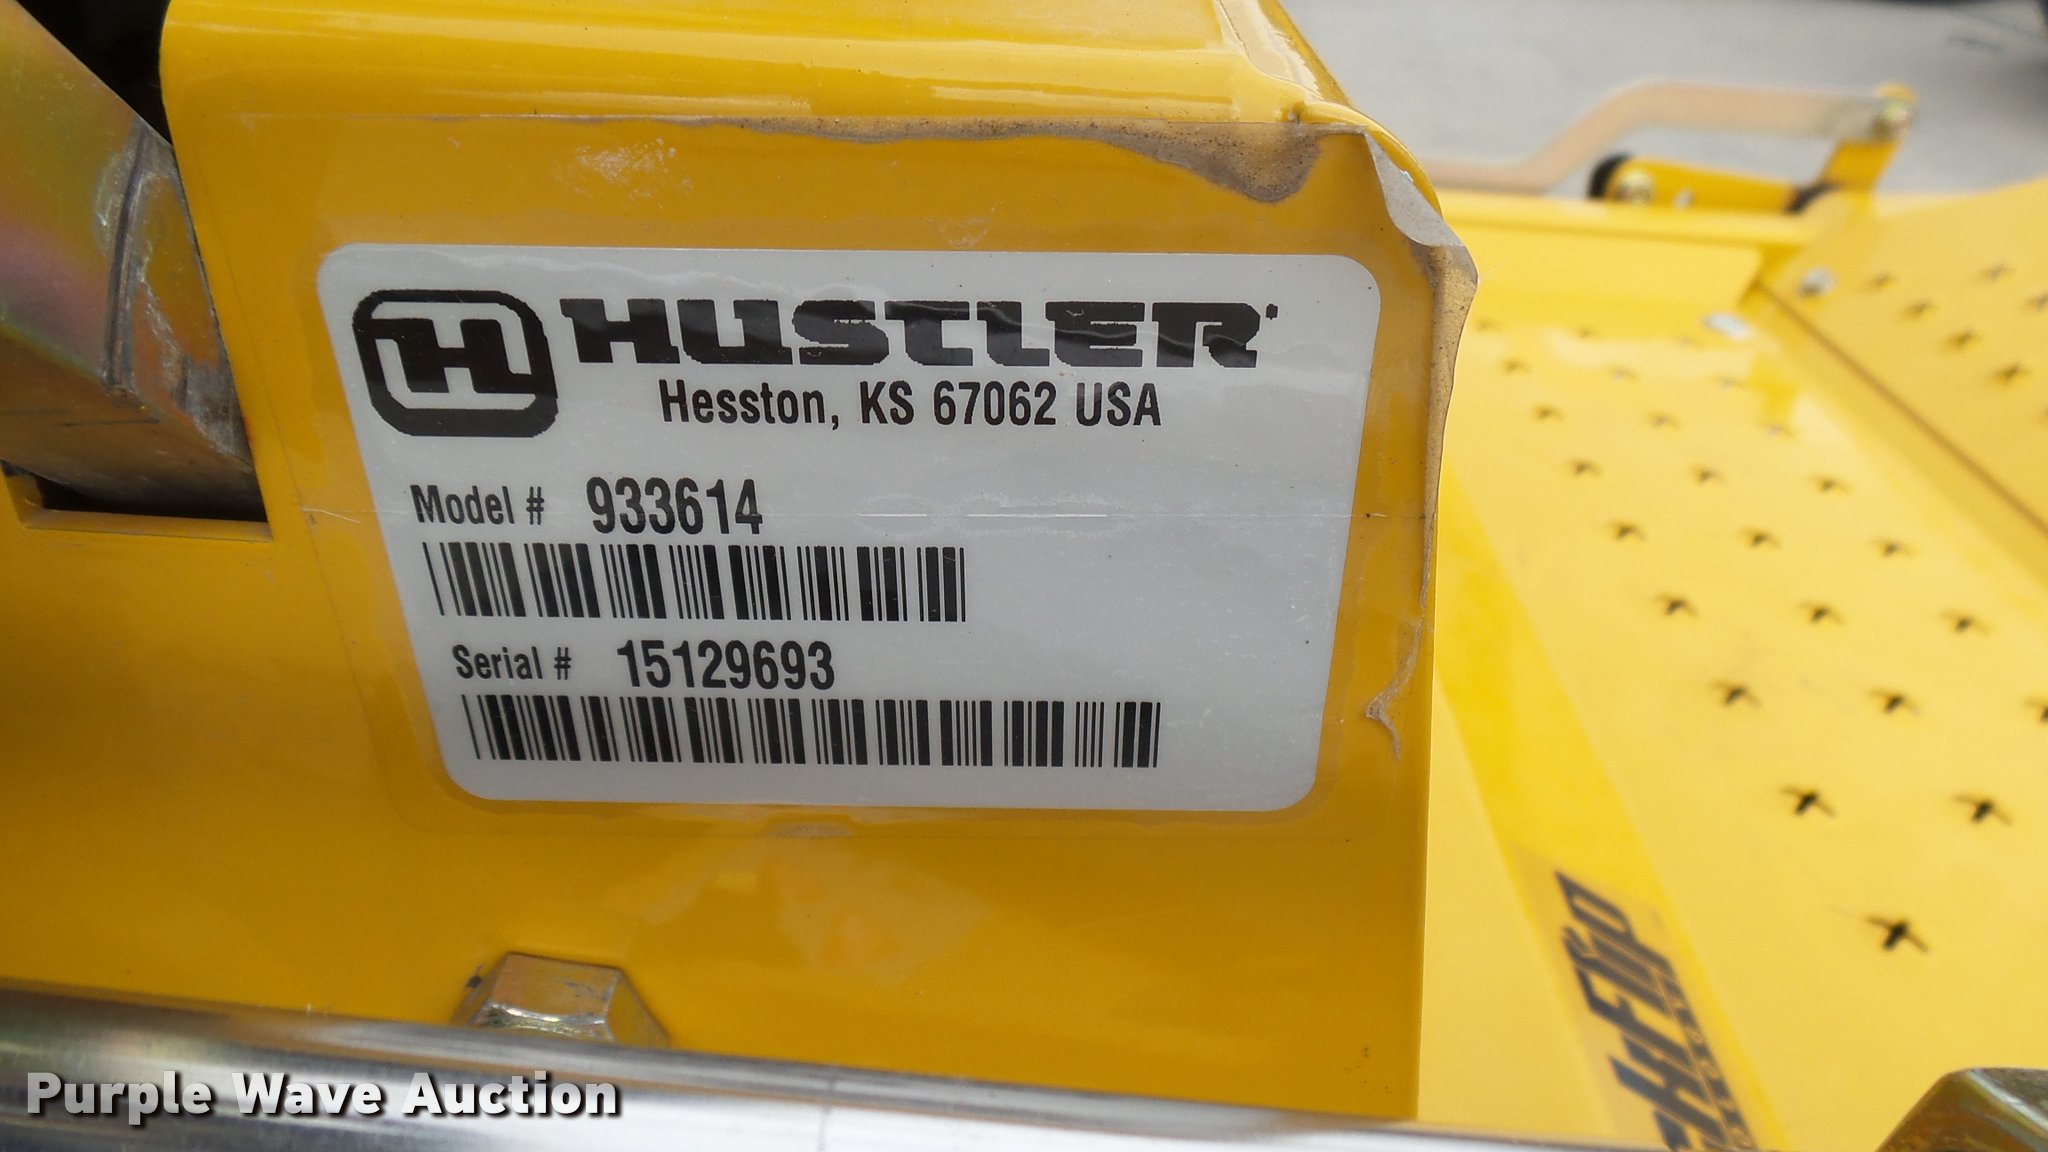 H HUSTLER
Hesston, KS 67062 USA
Model # 933614
Serial # 15129693
Purple Wave Auction